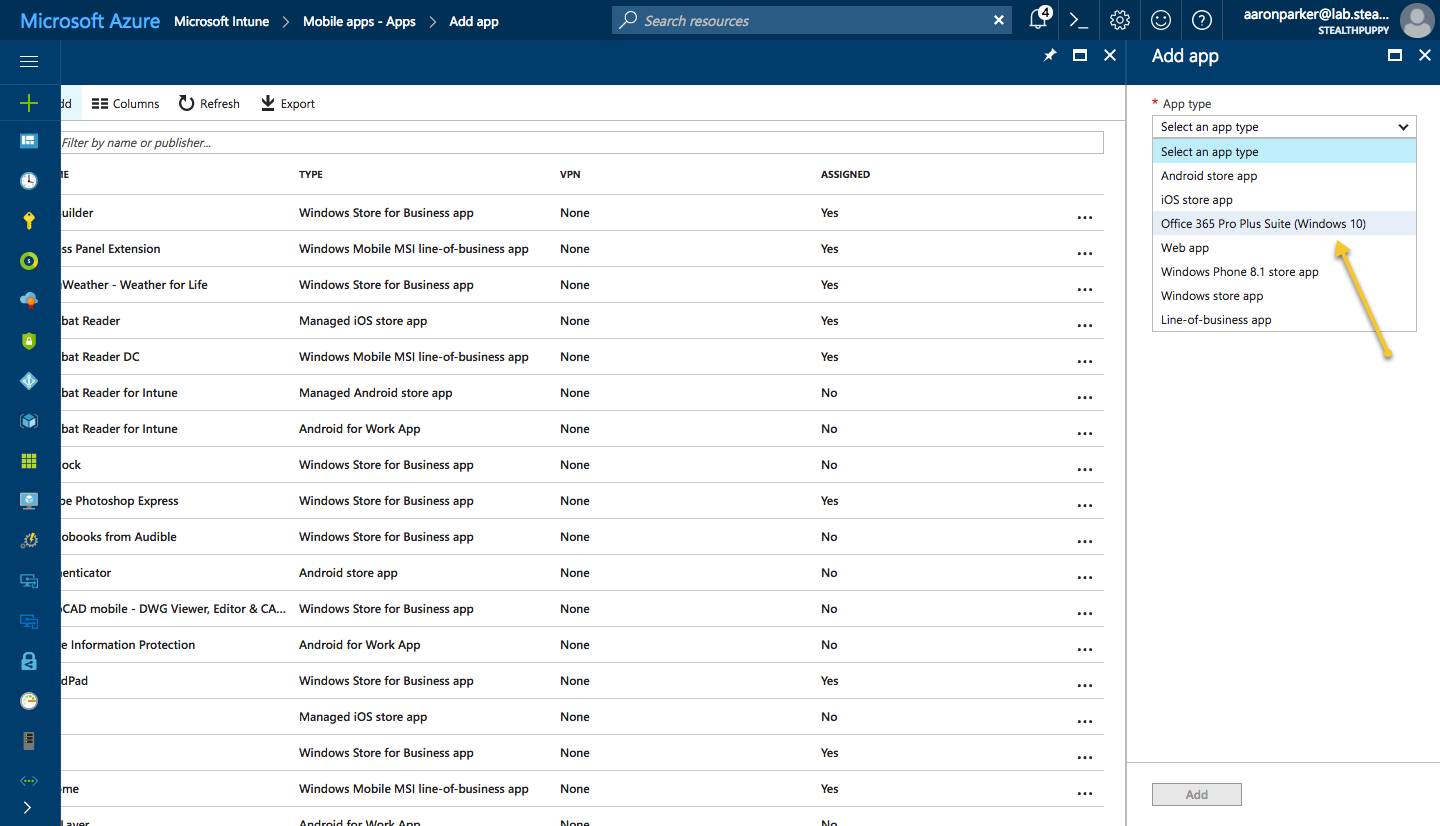 Microsoft Azure Microsoft Intune > Mobile apps - Apps > Add app Search resources 4 aaronparker@lab.stea...
STEALTHPUPPY
Add app
dd Columns Refresh Export
* App type
Select an app type
Filter by name or publisher...
Select an app type
Android store app
iOS store app
Office 365 Pro Plus Suite (Windows 10)
Web app
Windows Phone 8.1 store app
Windows store app
Line-of-business app
ME TYPE VPN ASSIGNED
uilder Windows Store for Business app None Yes ...
ss Panel Extension Windows Mobile MSI line-of-business app None Yes ...
Weather - Weather for Life Windows Store for Business app None Yes ...
bat Reader Managed iOS store app None Yes ...
bat Reader DC Windows Mobile MSI line-of-business app None Yes ...
bat Reader for Intune Managed Android store app None No ...
bat Reader for Intune Android for Work App None No ...
ock Windows Store for Business app None No ...
be Photoshop Express Windows Store for Business app None Yes ...
obooks from Audible Windows Store for Business app None No ...
enticator Android store app None No ...
oCAD mobile - DWG Viewer, Editor & CA... Windows Store for Business app None No ...
e Information Protection Android for Work App None No ...
dPad Windows Store for Business app None Yes ...
Managed iOS store app None No ...
Windows Store for Business app None Yes ...
ome Windows Mobile MSI line-of-business app None Yes ...
Layer Android for Work App None No
Add